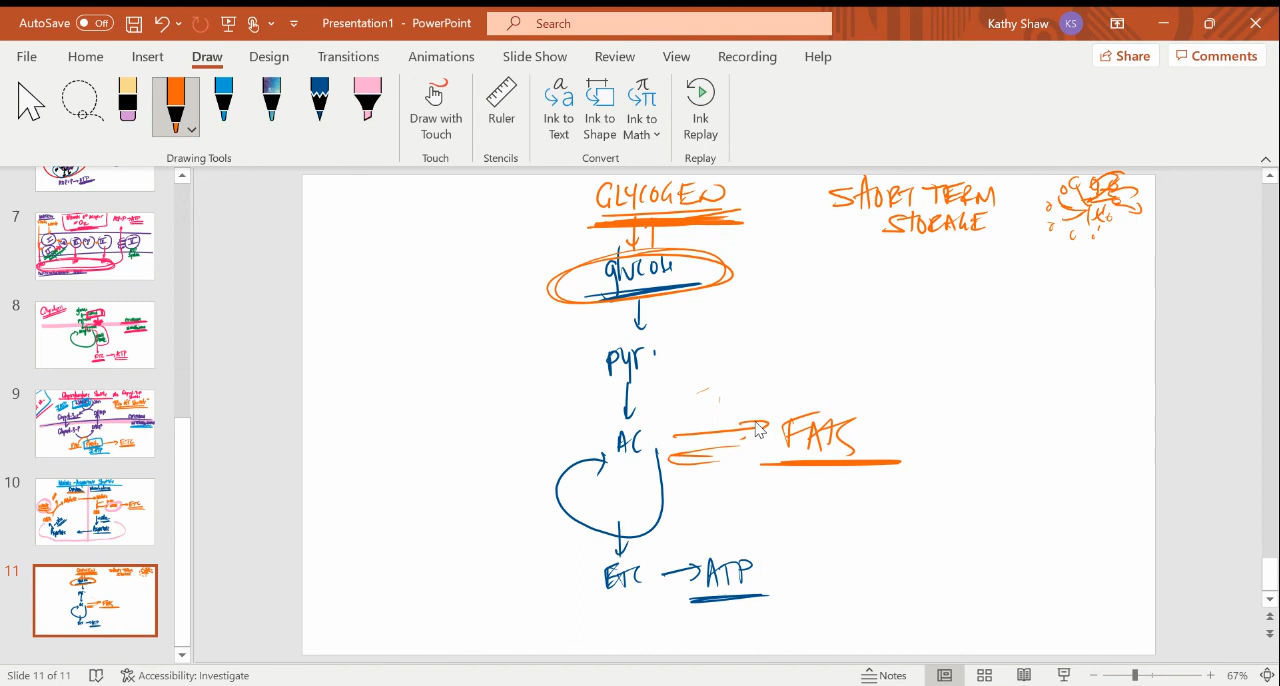 AutoSave Off Presentation1 - PowerPoint Search Kathy Shaw KS
File Home Insert Draw Design Transitions Animations Slide Show Review View Recording Help Share Comments
Draw with Touch
Ruler
Ink to Text
Ink to Shape
Ink to Math
Ink Replay
Drawing Tools Touch Stencils Convert Replay
7
8
9
10
11
GLYCOGEN
SHORT TERM
STORAGE
glucose
pyr.
AC
FATS
ETC → ATP
Slide 11 of 11 Accessibility: Investigate Notes 67%